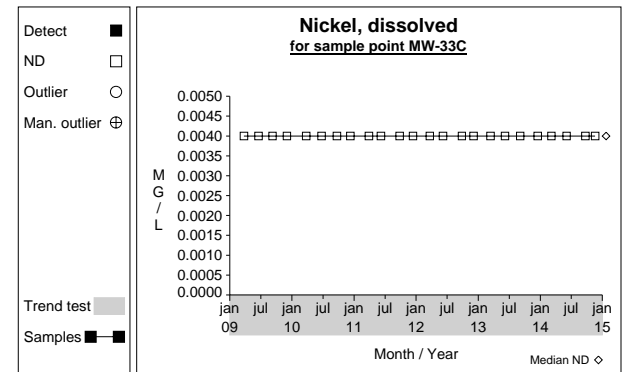 Detect
ND
Outlier
Man. outlier
Trend test
Samples
Nickel, dissolved
for sample point MW-33C
0.0050
0.0045
0.0040
0.0035
0.0030
0.0025
0.0020
0.0015
0.0010
0.0005
0.0000
M
G
/
L
jan jul jan jul jan jul jan jul jan jul jan jul jan
09 10 11 12 13 14 15
Month / Year
Median ND